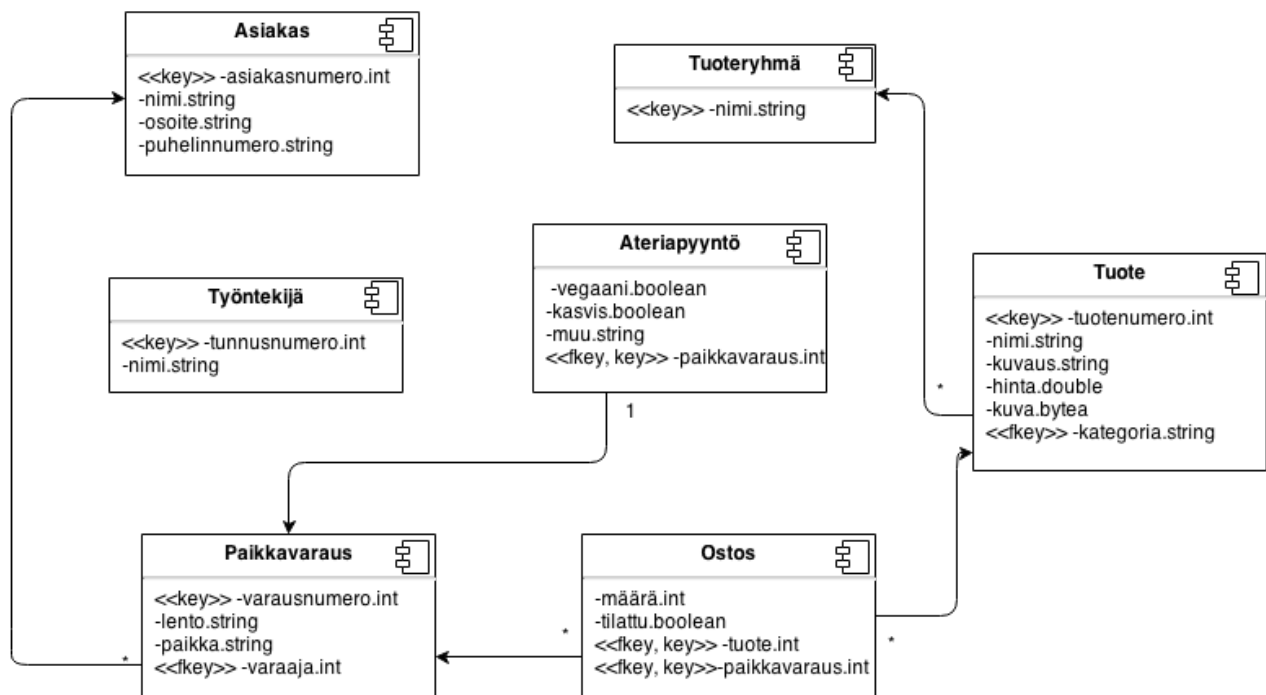 Asiakas
<<key>> -asiakasnumero.int
-nimi.string
-osoite.string
-puhelinnumero.string
Tuoteryhmä
<<key>> -nimi.string
Ateriapyyntö
-vegaani.boolean
-kasvis.boolean
-muu.string
<<fkey, key>> -paikkavaraus.int
1
Työntekijä
<<key>> -tunnusnumero.int
-nimi.string
Tuote
<<key>> -tuotenumero.int
-nimi.string
-kuvaus.string
-hinta.double
-kuva.bytea
<<fkey>> -kategoria.string
*
Paikkavaraus
<<key>> -varausnumero.int
-lento.string
-paikka.string
<<fkey>> -varaaja.int
*
Ostos
-määrä.int
-tilattu.boolean
<<fkey, key>> -tuote.int
<<fkey, key>>-paikkavaraus.int
*
*